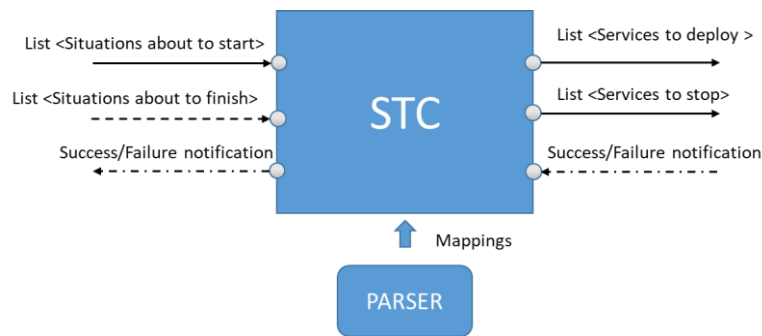 List <Situations about to start>
List <Services to deploy >
List <Situations about to finish>
List <Services to stop>
STC
Success/Failure notification
Success/Failure notification
Mappings
PARSER